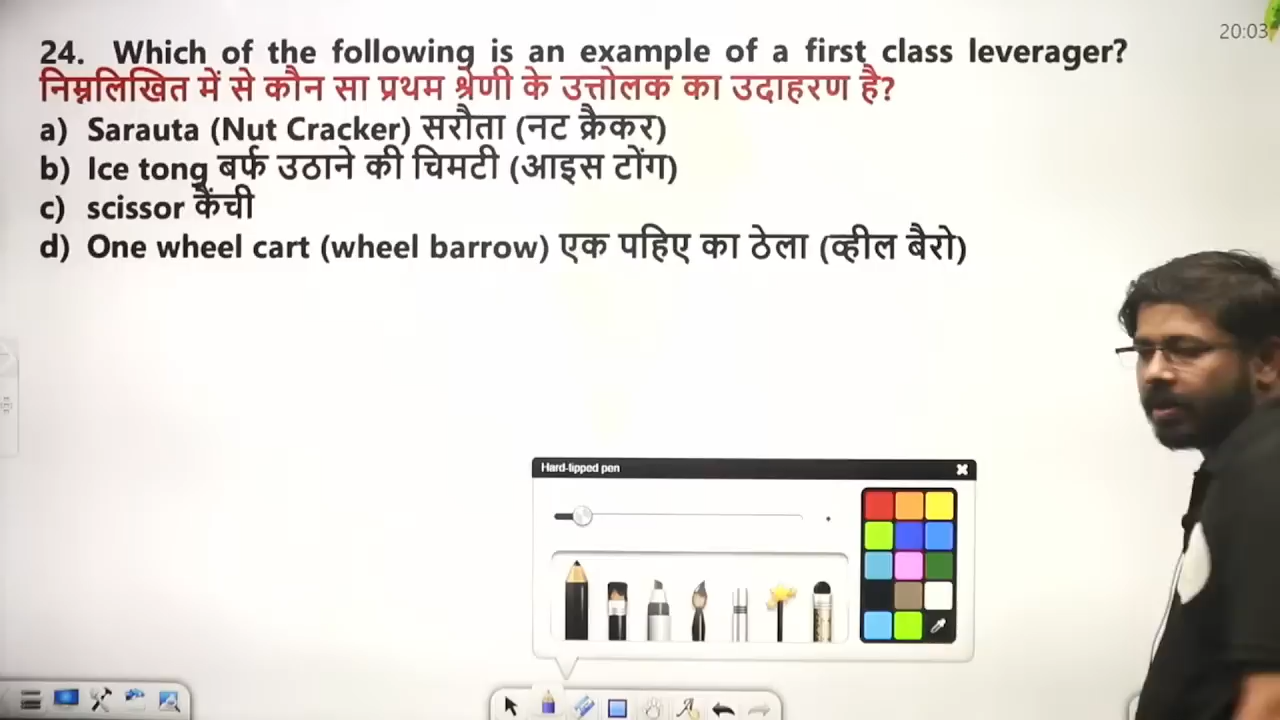 20:03
24. Which of the following is an example of a first class leverager?
निम्नलिखित में से कौन सा प्रथम श्रेणी के उत्तोलक का उदाहरण है?
a) Sarauta (Nut Cracker) सरौता (नट क्रैकर)
b) Ice tong बर्फ उठाने की चिमटी (आइस टोंग)
c) scissor कैंची
d) One wheel cart (wheel barrow) एक पहिए का ठेला (व्हील बैरो)
Hard-tipped pen